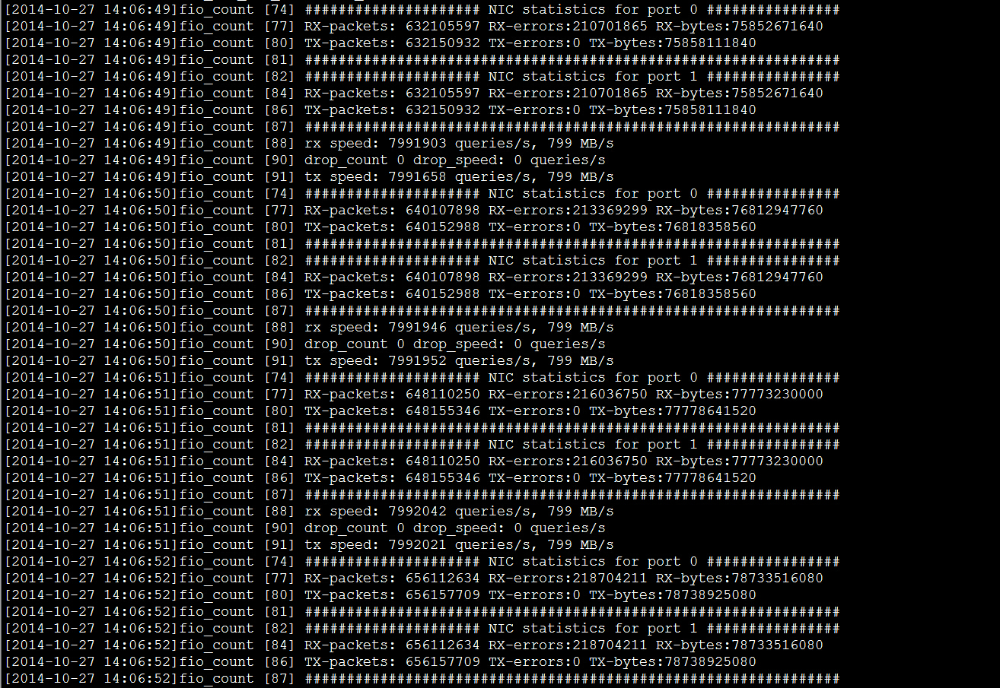 [2014-10-27 14:06:49]fio_count [74] ##################### NIC statistics for port 0 ################
[2014-10-27 14:06:49]fio_count [77] RX-packets: 632105597 RX-errors:210701865 RX-bytes:75852671640
[2014-10-27 14:06:49]fio_count [80] TX-packets: 632150932 TX-errors:0 TX-bytes:75858111840
[2014-10-27 14:06:49]fio_count [81] ################################################################
[2014-10-27 14:06:49]fio_count [82] ##################### NIC statistics for port 1 ################
[2014-10-27 14:06:49]fio_count [84] RX-packets: 632105597 RX-errors:210701865 RX-bytes:75852671640
[2014-10-27 14:06:49]fio_count [86] TX-packets: 632150932 TX-errors:0 TX-bytes:75858111840
[2014-10-27 14:06:49]fio_count [87] ################################################################
[2014-10-27 14:06:49]fio_count [88] rx speed: 7991903 queries/s, 799 MB/s
[2014-10-27 14:06:49]fio_count [90] drop_count 0 drop_speed: 0 queries/s
[2014-10-27 14:06:49]fio_count [91] tx speed: 7991658 queries/s, 799 MB/s
[2014-10-27 14:06:50]fio_count [74] ##################### NIC statistics for port 0 ################
[2014-10-27 14:06:50]fio_count [77] RX-packets: 640107898 RX-errors:213369299 RX-bytes:76812947760
[2014-10-27 14:06:50]fio_count [80] TX-packets: 640152988 TX-errors:0 TX-bytes:76818358560
[2014-10-27 14:06:50]fio_count [81] ################################################################
[2014-10-27 14:06:50]fio_count [82] ##################### NIC statistics for port 1 ################
[2014-10-27 14:06:50]fio_count [84] RX-packets: 640107898 RX-errors:213369299 RX-bytes:76812947760
[2014-10-27 14:06:50]fio_count [86] TX-packets: 640152988 TX-errors:0 TX-bytes:76818358560
[2014-10-27 14:06:50]fio_count [87] ################################################################
[2014-10-27 14:06:50]fio_count [88] rx speed: 7991946 queries/s, 799 MB/s
[2014-10-27 14:06:50]fio_count [90] drop_count 0 drop_speed: 0 queries/s
[2014-10-27 14:06:50]fio_count [91] tx speed: 7991952 queries/s, 799 MB/s
[2014-10-27 14:06:51]fio_count [74] ##################### NIC statistics for port 0 ################
[2014-10-27 14:06:51]fio_count [77] RX-packets: 648110250 RX-errors:216036750 RX-bytes:77773230000
[2014-10-27 14:06:51]fio_count [80] TX-packets: 648155346 TX-errors:0 TX-bytes:77778641520
[2014-10-27 14:06:51]fio_count [81] ################################################################
[2014-10-27 14:06:51]fio_count [82] ##################### NIC statistics for port 1 ################
[2014-10-27 14:06:51]fio_count [84] RX-packets: 648110250 RX-errors:216036750 RX-bytes:77773230000
[2014-10-27 14:06:51]fio_count [86] TX-packets: 648155346 TX-errors:0 TX-bytes:77778641520
[2014-10-27 14:06:51]fio_count [87] ################################################################
[2014-10-27 14:06:51]fio_count [88] rx speed: 7992042 queries/s, 799 MB/s
[2014-10-27 14:06:51]fio_count [90] drop_count 0 drop_speed: 0 queries/s
[2014-10-27 14:06:51]fio_count [91] tx speed: 7992021 queries/s, 799 MB/s
[2014-10-27 14:06:52]fio_count [74] ##################### NIC statistics for port 0 ################
[2014-10-27 14:06:52]fio_count [77] RX-packets: 656112634 RX-errors:218704211 RX-bytes:78733516080
[2014-10-27 14:06:52]fio_count [80] TX-packets: 656157709 TX-errors:0 TX-bytes:78738925080
[2014-10-27 14:06:52]fio_count [81] ################################################################
[2014-10-27 14:06:52]fio_count [82] ##################### NIC statistics for port 1 ################
[2014-10-27 14:06:52]fio_count [84] RX-packets: 656112634 RX-errors:218704211 RX-bytes:78733516080
[2014-10-27 14:06:52]fio_count [86] TX-packets: 656157709 TX-errors:0 TX-bytes:78738925080
[2014-10-27 14:06:52]fio_count [87] ################################################################